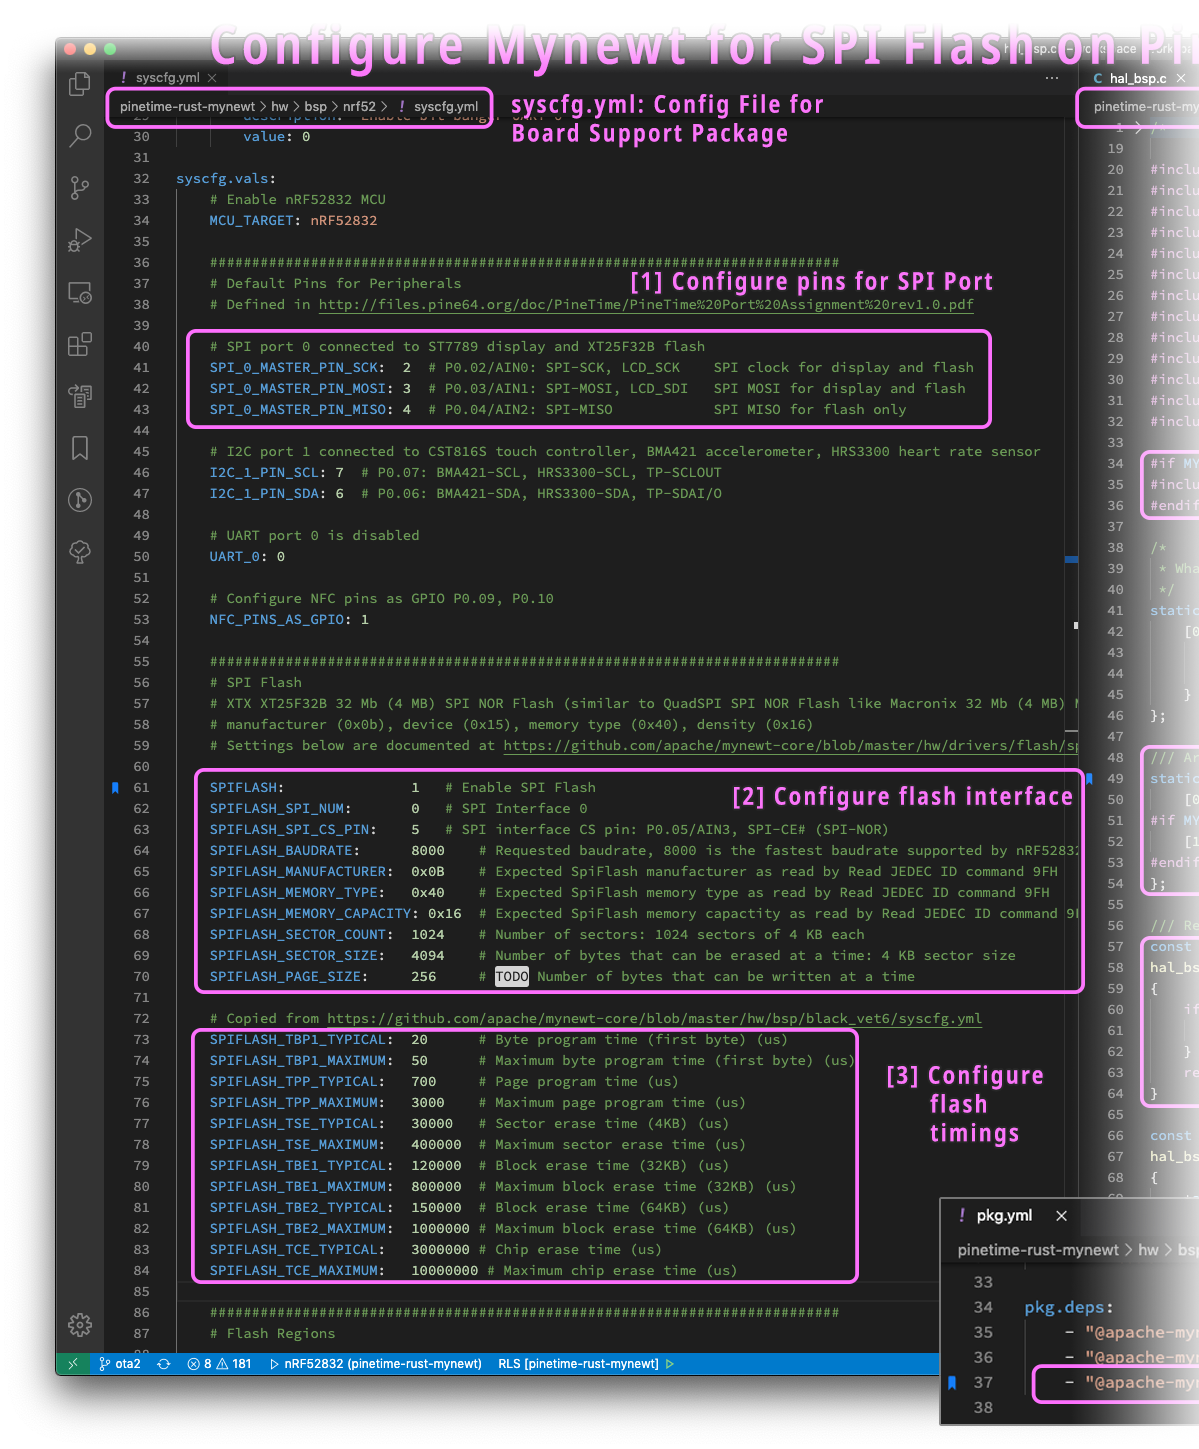 Configure Mynewt for SPI Flash on Pi
syscfg.yml
pinetime-rust-mynewt > hw > bsp > nrf52 > ! syscfg.yml
syscfg.yml: Config File for
Board Support Package
30 value: 0
31
32 syscfg.vals:
33 # Enable nRF52832 MCU
34 MCU_TARGET: nRF52832
35
36 ###########################################################################
37 # Default Pins for Peripherals
[1] Configure pins for SPI Port
38 # Defined in http://files.pine64.org/doc/PineTime/PineTime%20Port%20Assignment%20rev1.0.pdf
39
40 # SPI port 0 connected to ST7789 display and XT25F32B flash
41 SPI_0_MASTER_PIN_SCK: 2 # P0.02/AIN0: SPI-SCK, LCD_SCK SPI clock for display and flash
42 SPI_0_MASTER_PIN_MOSI: 3 # P0.03/AIN1: SPI-MOSI, LCD_SDI SPI MOSI for display and flash
43 SPI_0_MASTER_PIN_MISO: 4 # P0.04/AIN2: SPI-MISO SPI MISO for flash only
44
45 # I2C port 1 connected to CST816S touch controller, BMA421 accelerometer, HRS3300 heart rate sensor
46 I2C_1_PIN_SCL: 7 # P0.07: BMA421-SCL, HRS3300-SCL, TP-SCLOUT
47 I2C_1_PIN_SDA: 6 # P0.06: BMA421-SDA, HRS3300-SDA, TP-SDAI/O
48
49 # UART port 0 is disabled
50 UART_0: 0
51
52 # Configure NFC pins as GPIO P0.09, P0.10
53 NFC_PINS_AS_GPIO: 1
54
55 ###########################################################################
56 # SPI Flash
57 # XTX XT25F32B 32 Mb (4 MB) SPI NOR Flash (similar to QuadSPI SPI NOR Flash like Macronix 32 Mb (4 MB)
58 # manufacturer (0x0b), device (0x15), memory type (0x40), density (0x16)
59 # Settings below are documented at https://github.com/apache/mynewt-core/blob/master/hw/drivers/flash/sp
60
61 SPIFLASH: 1 # Enable SPI Flash
[2] Configure flash interface
62 SPIFLASH_SPI_NUM: 0 # SPI Interface 0
63 SPIFLASH_SPI_CS_PIN: 5 # SPI interface CS pin: P0.05/AIN3, SPI-CE# (SPI-NOR)
64 SPIFLASH_BAUDRATE: 8000 # Requested baudrate, 8000 is the fastest baudrate supported by nRF52832
65 SPIFLASH_MANUFACTURER: 0x0B # Expected SpiFlash manufacturer as read by Read JEDEC ID command 9FH
66 SPIFLASH_MEMORY_TYPE: 0x40 # Expected SpiFlash memory type as read by Read JEDEC ID command 9FH
67 SPIFLASH_MEMORY_CAPACITY: 0x16 # Expected SpiFlash memory capactity as read by Read JEDEC ID command 9
68 SPIFLASH_SECTOR_COUNT: 1024 # Number of sectors: 1024 sectors of 4 KB each
69 SPIFLASH_SECTOR_SIZE: 4094 # Number of bytes that can be erased at a time: 4 KB sector size
70 SPIFLASH_PAGE_SIZE: 256 # TODO Number of bytes that can be written at a time
71
72 # Copied from https://github.com/apache/mynewt-core/blob/master/hw/bsp/black_vet6/syscfg.yml
73 SPIFLASH_TBP1_TYPICAL: 20 # Byte program time (first byte) (us)
74 SPIFLASH_TBP1_MAXIMUM: 50 # Maximum byte program time (first byte) (us)
75 SPIFLASH_TPP_TYPICAL: 700 # Page program time (us)
76 SPIFLASH_TPP_MAXIMUM: 3000 # Maximum page program time (us)
77 SPIFLASH_TSE_TYPICAL: 30000 # Sector erase time (4KB) (us)
78 SPIFLASH_TSE_MAXIMUM: 400000 # Maximum sector erase time (us)
79 SPIFLASH_TBE1_TYPICAL: 120000 # Block erase time (32KB) (us)
80 SPIFLASH_TBE1_MAXIMUM: 800000 # Maximum block erase time (32KB) (us)
81 SPIFLASH_TBE2_TYPICAL: 150000 # Block erase time (64KB) (us)
82 SPIFLASH_TBE2_MAXIMUM: 1000000 # Maximum block erase time (64KB) (us)
83 SPIFLASH_TCE_TYPICAL: 3000000 # Chip erase time (us)
84 SPIFLASH_TCE_MAXIMUM: 10000000 # Maximum chip erase time (us)
[3] Configure
flash
timings
85
86 ###########################################################################
87 # Flash Regions
ota2 8 181 nRF52832 (pinetime-rust-mynewt) RLS [pinetime-rust-mynewt]
C hal_bsp.c
pinetime-rust-my
1 > /*
19
20 #inclu
21 #inclu
22 #inclu
23 #inclu
24 #inclu
25 #inclu
26 #inclu
27 #inclu
28 #inclu
29 #inclu
30 #inclu
31 #inclu
32 #inclu
33
34 #if MY
35 #inclu
36 #endif
37
38 /*
39 * Wha
40 */
41 static
42 [0
43
44
45 }
46 };
47
48 /// Ar
49 static
50 [0
51 #if MY
52 [1
53 #endif
54 };
55
56 /// Re
57 const
58 hal_bs
59 {
60 if
61
62 }
63 re
64 }
65
66 const
67 hal_bs
68 {
! pkg.yml
pinetime-rust-mynewt > hw > bsp
33
34 pkg.deps:
35 - "@apache-my
36 - "@apache-my
37 - "@apache-my
38